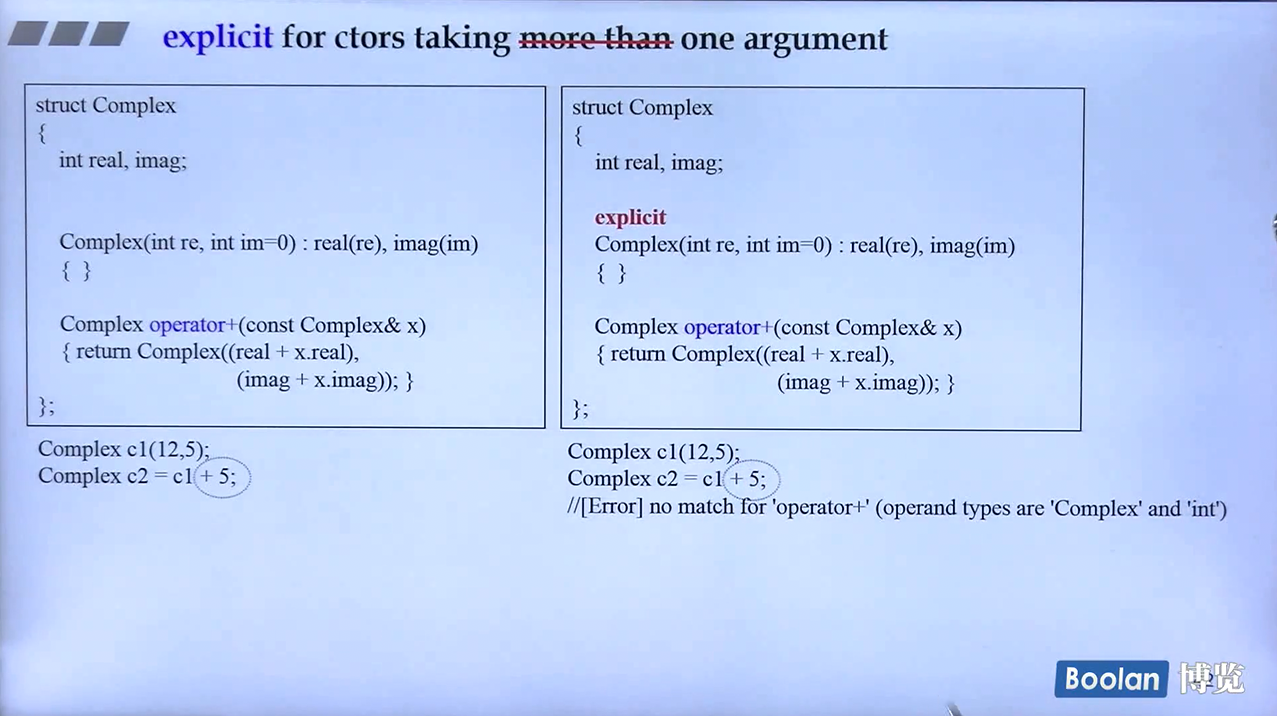 explicit for ctors taking more than one argument
struct Complex
{
int real, imag;
Complex(int re, int im=0) : real(re), imag(im)
{ }
Complex operator+(const Complex& x)
{ return Complex((real + x.real),
(imag + x.imag)); }
};
Complex c1(12,5);
Complex c2 = c1 + 5;
struct Complex
{
int real, imag;
explicit
Complex(int re, int im=0) : real(re), imag(im)
{ }
Complex operator+(const Complex& x)
{ return Complex((real + x.real),
(imag + x.imag)); }
};
Complex c1(12,5);
Complex c2 = c1 + 5;
//[Error] no match for 'operator+' (operand types are 'Complex' and 'int')
Boolan 博览